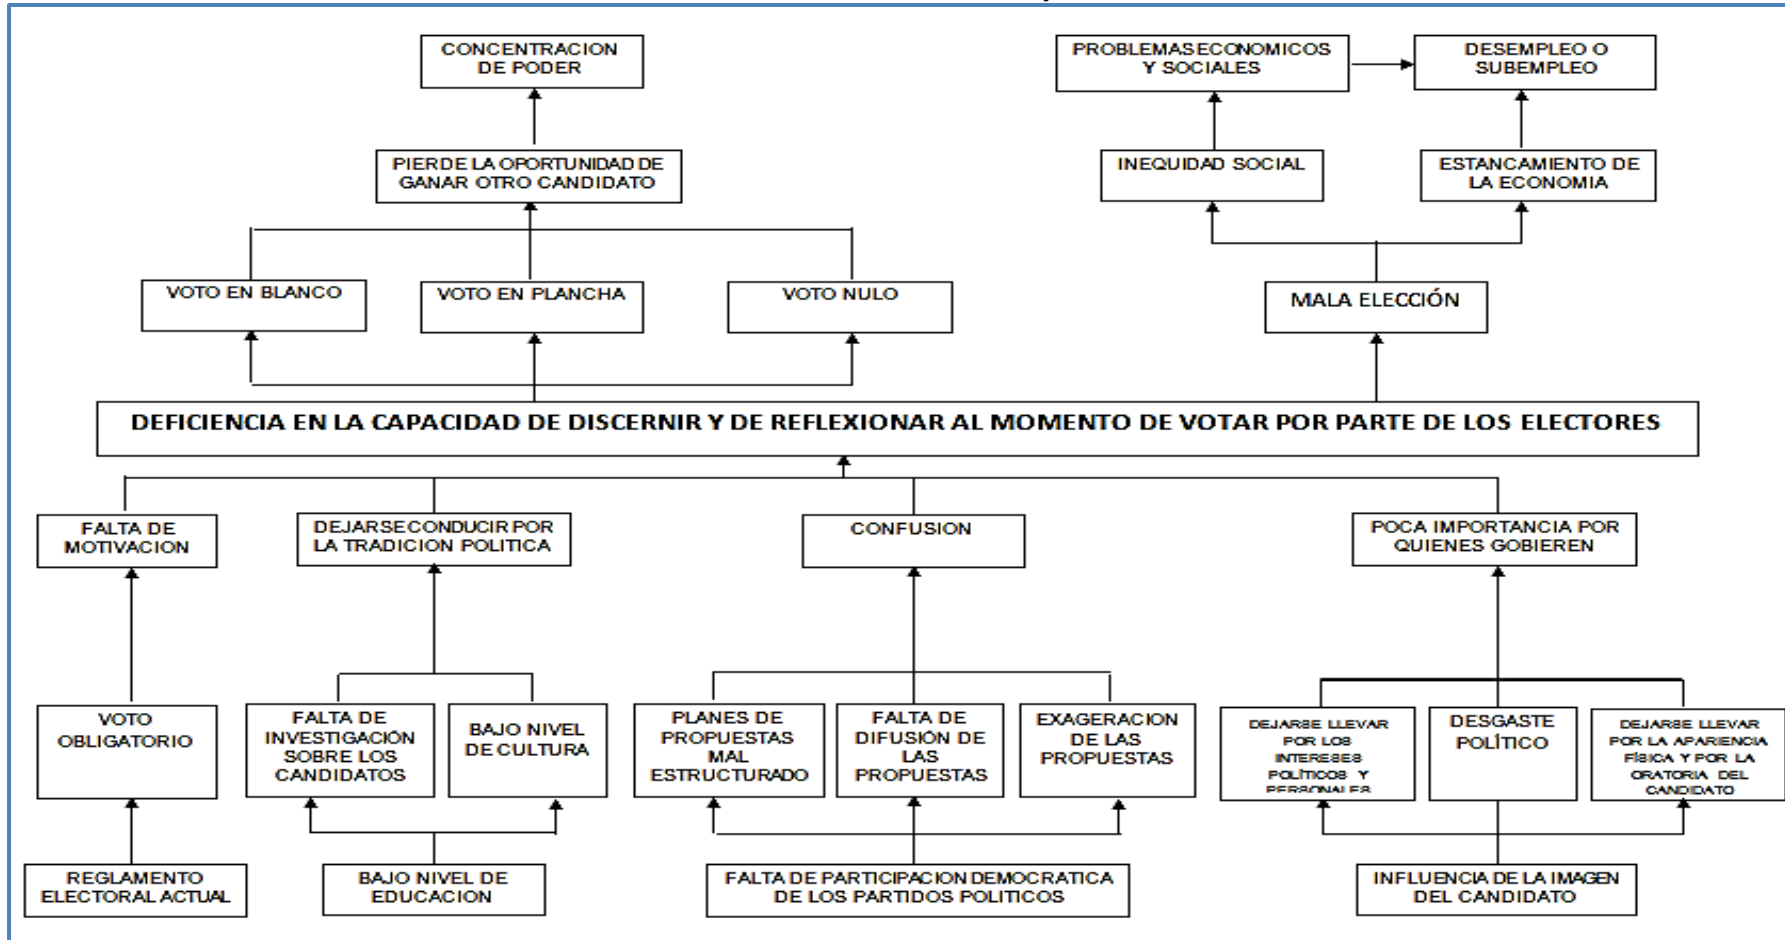 CONCENTRACION
DE PODER
PROBLEMAS ECONOMICOS
Y SOCIALES
DESEMPLEO O
SUBEMPLEO
PIERDE LA OPORTUNIDAD DE
GANAR OTRO CANDIDATO
INEQUIDAD SOCIAL
ESTANCAMIENTO DE
LA ECONOMIA
VOTO EN BLANCO
VOTO EN PLANCHA
VOTO NULO
MALA ELECCIÓN
DEFICIENCIA EN LA CAPACIDAD DE DISCERNIR Y DE REFLEXIONAR AL MOMENTO DE VOTAR POR PARTE DE LOS ELECTORES
FALTA DE
MOTIVACION
DEJARSE CONDUCIR POR
LA TRADICION POLITICA
CONFUSION
POCA IMPORTANCIA POR
QUIENES GOBIEREN
VOTO
OBLIGATORIO
FALTA DE
INVESTIGACIÓN
SOBRE LOS
CANDIDATOS
BAJO NIVEL
DE CULTURA
PLANES DE
PROPUESTAS
MAL
ESTRUCTURADO
FALTA DE
DIFUSIÓN DE
LAS
PROPUESTAS
EXAGERACION
DE LAS
PROPUESTAS
DEJARSE LLEVAR
POR LOS
INTERESES
POLÍTICOS Y
PERSONALES
DESGASTE
POLÍTICO
DEJARSE LLEVAR
POR LA APARIENCIA
FÍSICA Y POR LA
ORATORIA DEL
CANDIDATO
REGLAMENTO
ELECTORAL ACTUAL
BAJO NIVEL DE
EDUCACION
FALTA DE PARTICIPACION DEMOCRATICA
DE LOS PARTIDOS POLITICOS
INFLUENCIA DE LA IMAGEN
DEL CANDIDATO